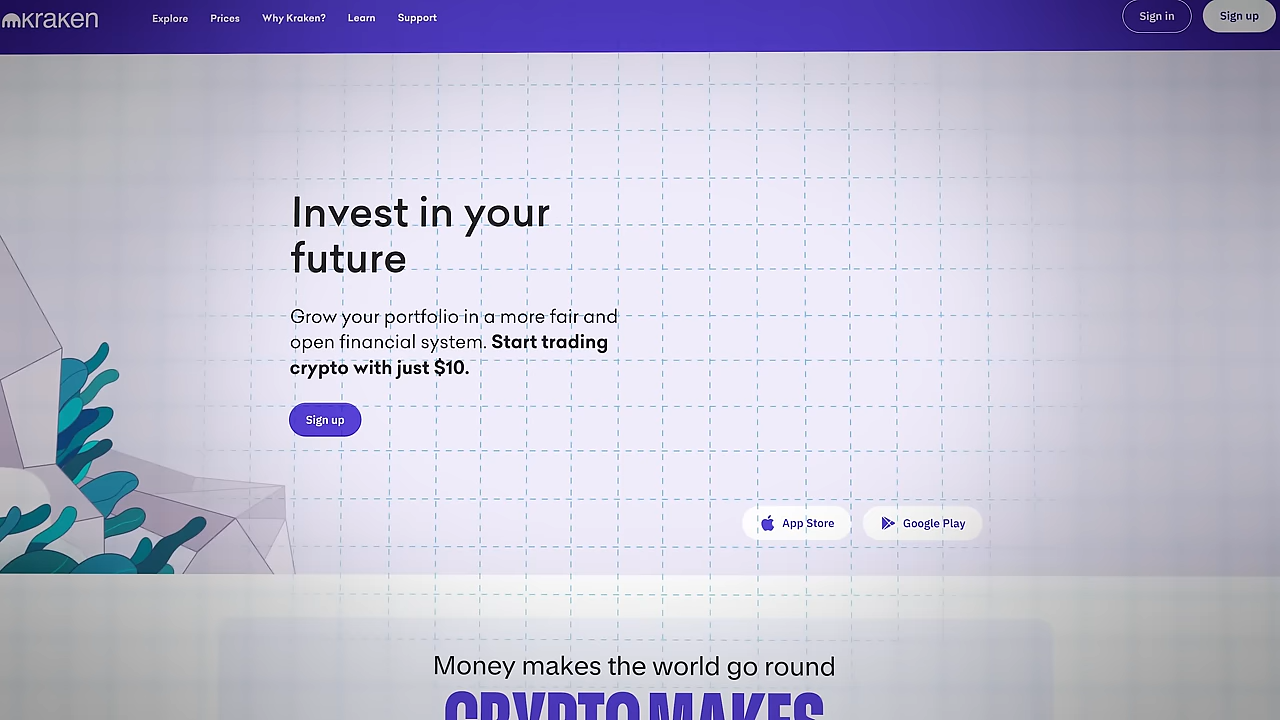 kraken
Explore
Prices
Why Kraken?
Learn
Support
Sign in
Sign up
Invest in your
future
Grow your portfolio in a more fair and
open financial system. Start trading
crypto with just $10.
Sign up
App Store
Google Play
Money makes the world go round
CRYPTO MAKES